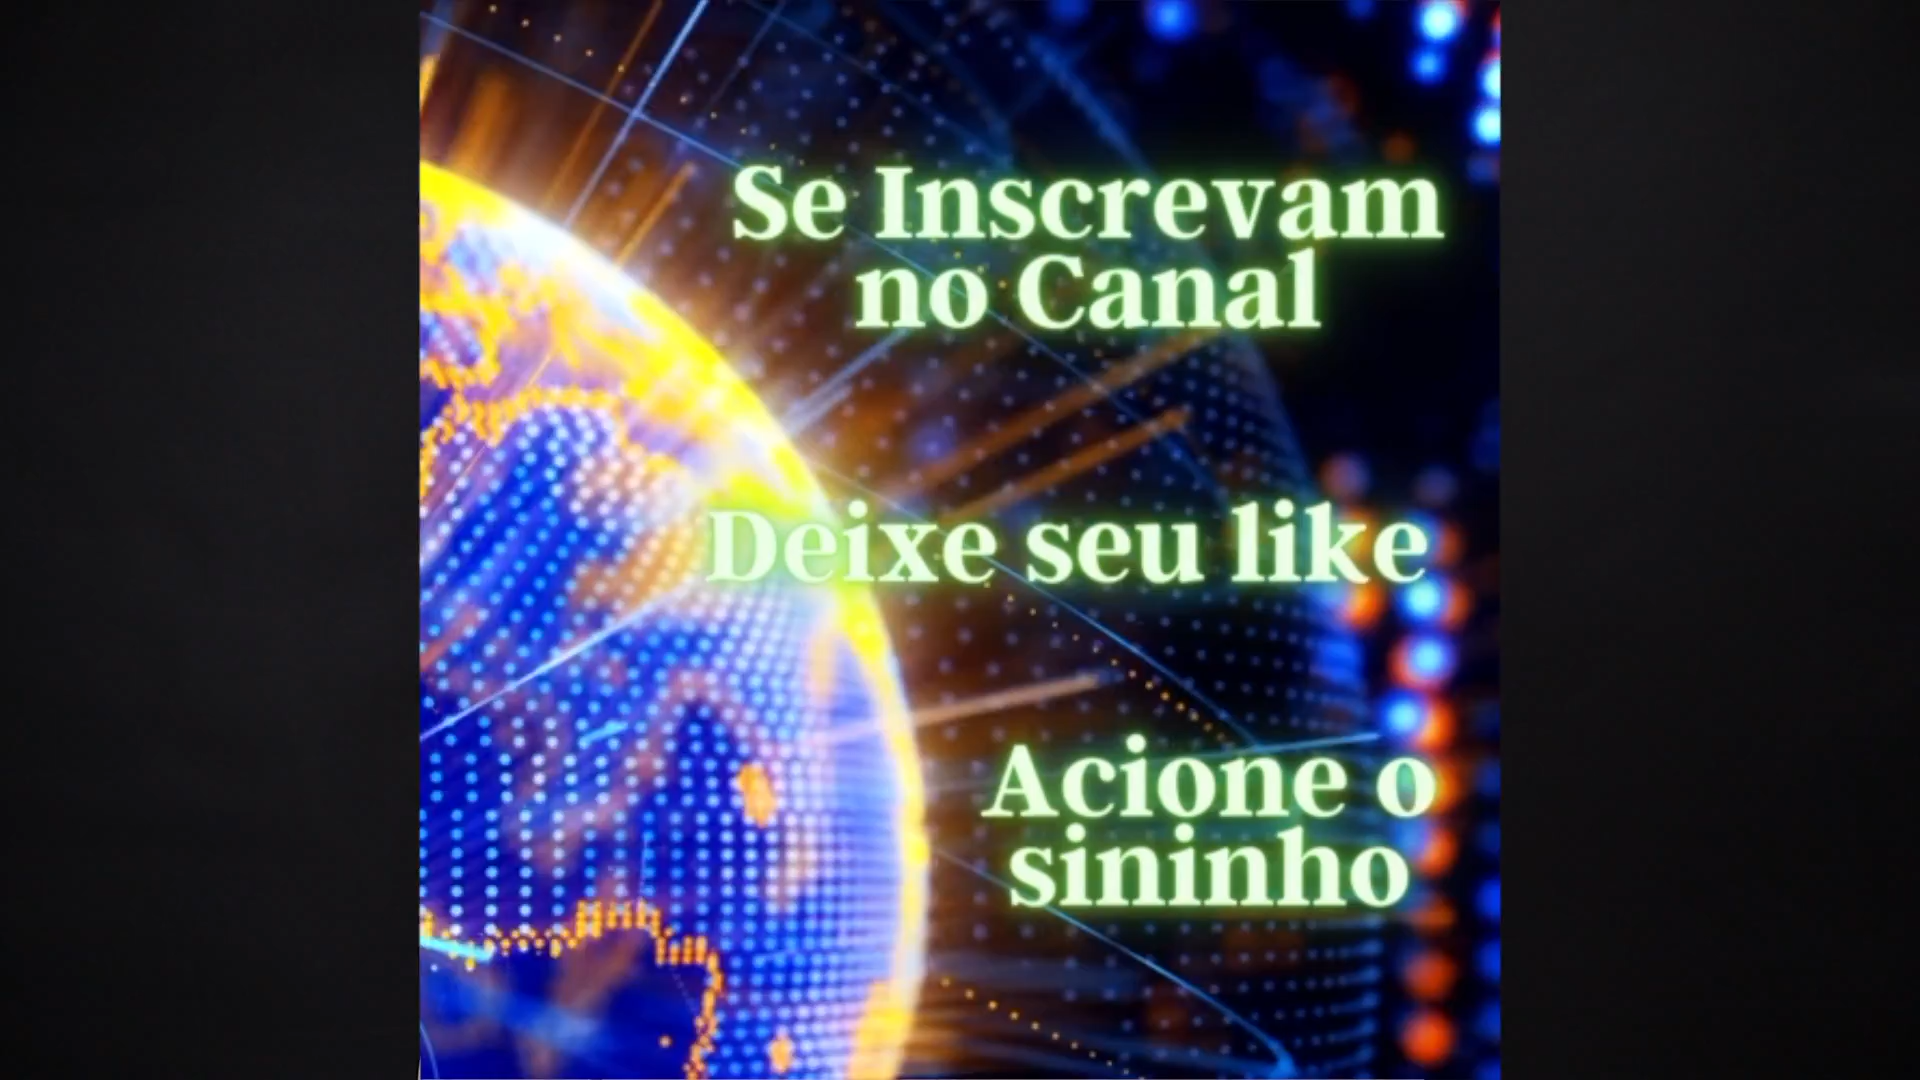 Se Inscrevam
no Canal
Deixe seu like
Acione o
sininho